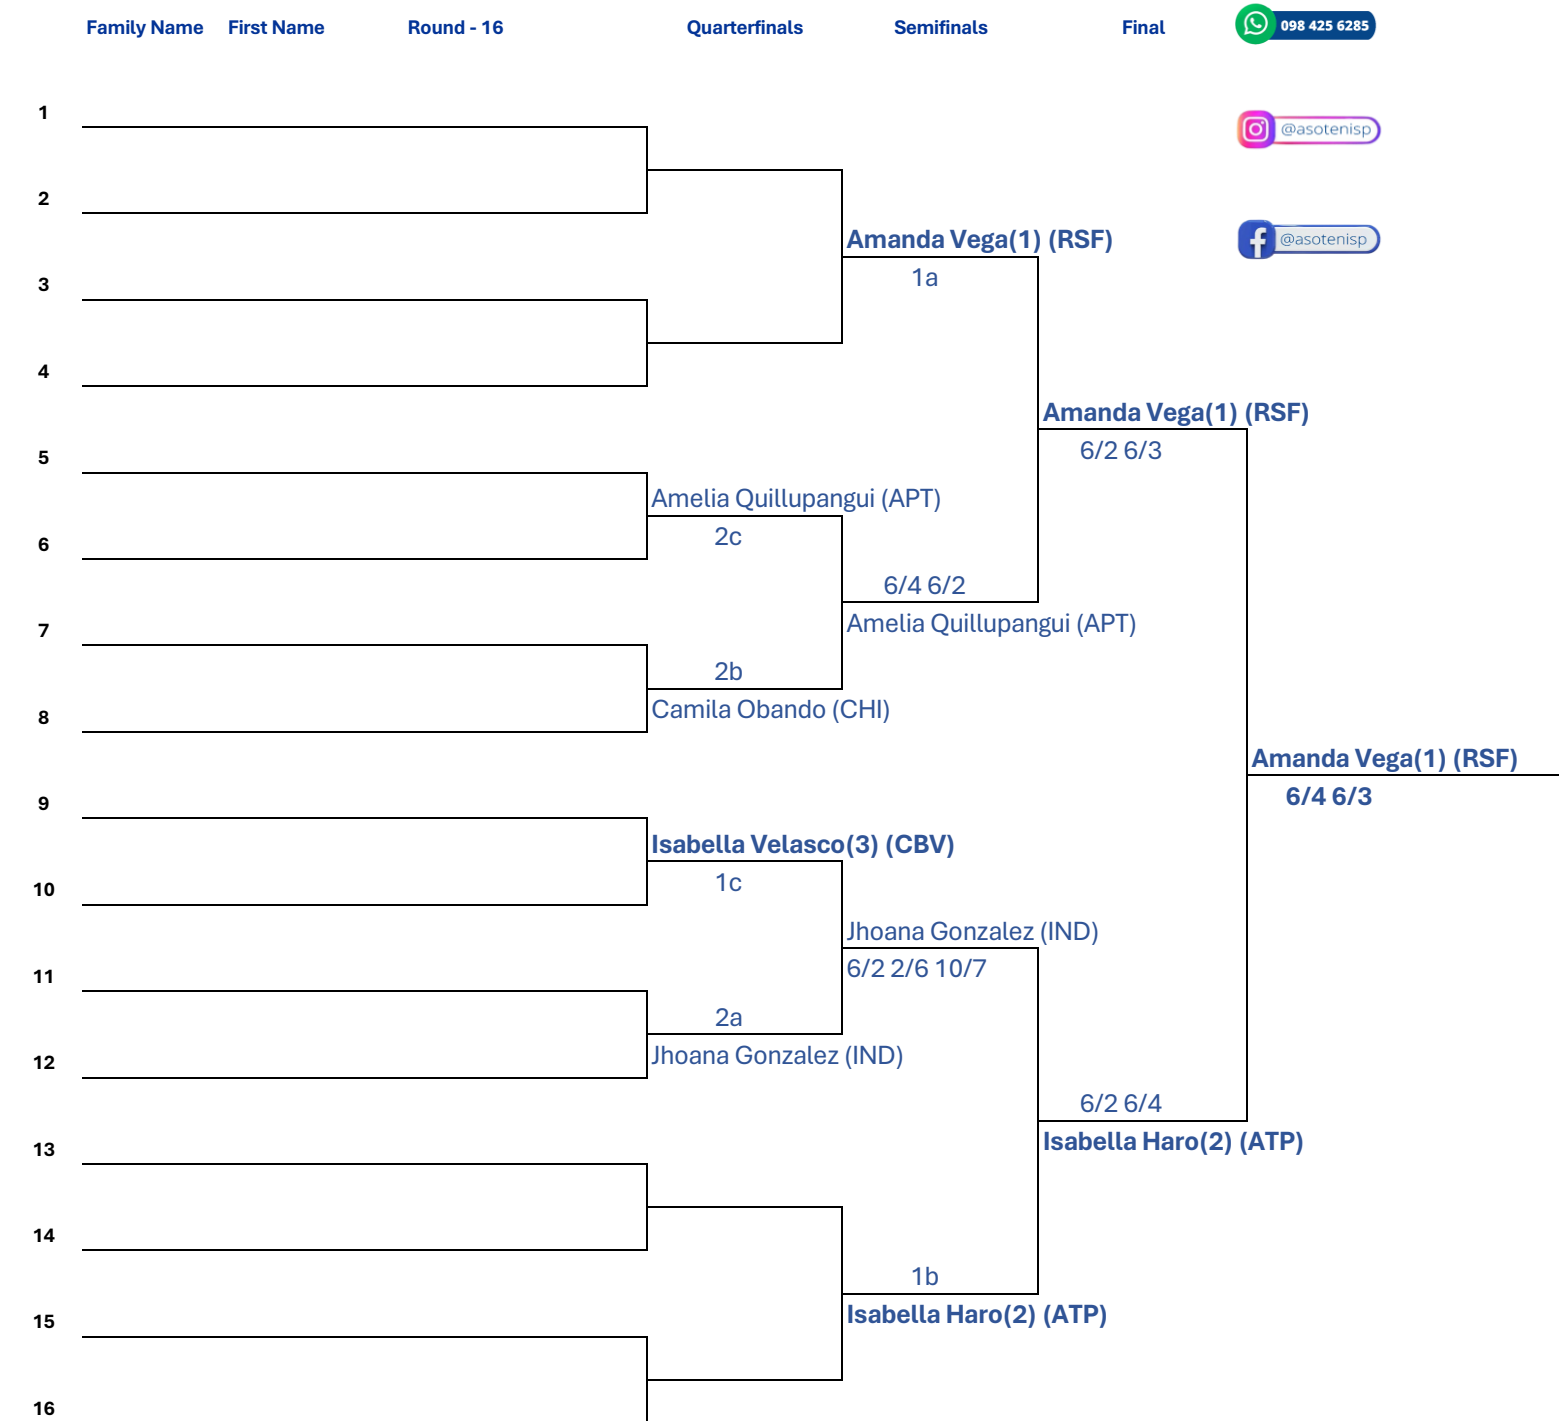 Family Name First Name Round - 16 Quarterfinals Semifinals Final 098 425 6285
1
@asotenisp
2
Amanda Vega(1) (RSF)
@asotenisp
1a
3
4
Amanda Vega(1) (RSF)
6/2 6/3
5
Amelia Quillupangui (APT)
2c
6
6/4 6/2
Amelia Quillupangui (APT)
7
2b
Camila Obando (CHI)
8
Amanda Vega(1) (RSF)
6/4 6/3
9
Isabella Velasco(3) (CBV)
1c
10
Jhoana Gonzalez (IND)
6/2 2/6 10/7
11
2a
Jhoana Gonzalez (IND)
12
6/2 6/4
Isabella Haro(2) (ATP)
13
14
1b
Isabella Haro(2) (ATP)
15
16